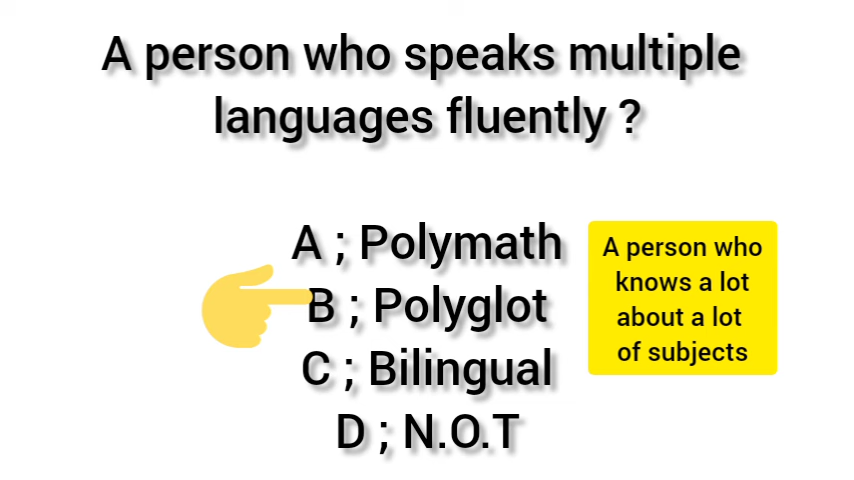 A person who speaks multiple
languages fluently ?
A ; Polymath
B ; Polyglot
C ; Bilingual
D ; N.O.T
A person who
knows a lot
about a lot
of subjects